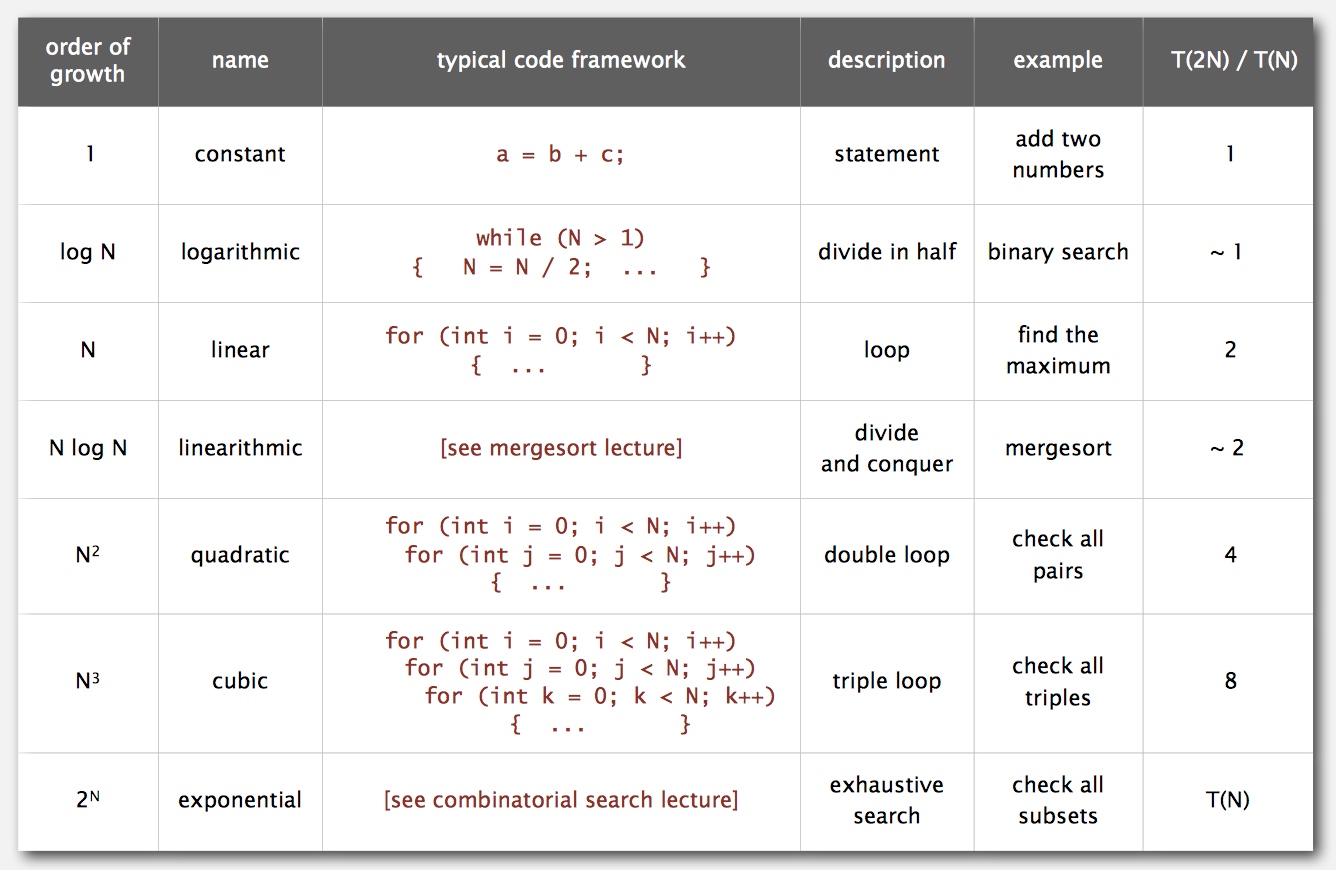 order of growth	name	typical code framework	description	example	T(2N) / T(N)
1	constant	a = b + c;	statement	add two numbers	1
log N	logarithmic	while (N > 1)
{ N = N / 2; ... }	divide in half	binary search	~ 1
N	linear	for (int i = 0; i < N; i++)
{ ... }	loop	find the maximum	2
N log N	linearithmic	[see mergesort lecture]	divide and conquer	mergesort	~ 2
N²	quadratic	for (int i = 0; i < N; i++)
for (int j = 0; j < N; j++)
{ ... }	double loop	check all pairs	4
N³	cubic	for (int i = 0; i < N; i++)
for (int j = 0; j < N; j++)
for (int k = 0; k < N; k++)
{ ... }	triple loop	check all triples	8
2ᴺ	exponential	[see combinatorial search lecture]	exhaustive search	check all subsets	T(N)